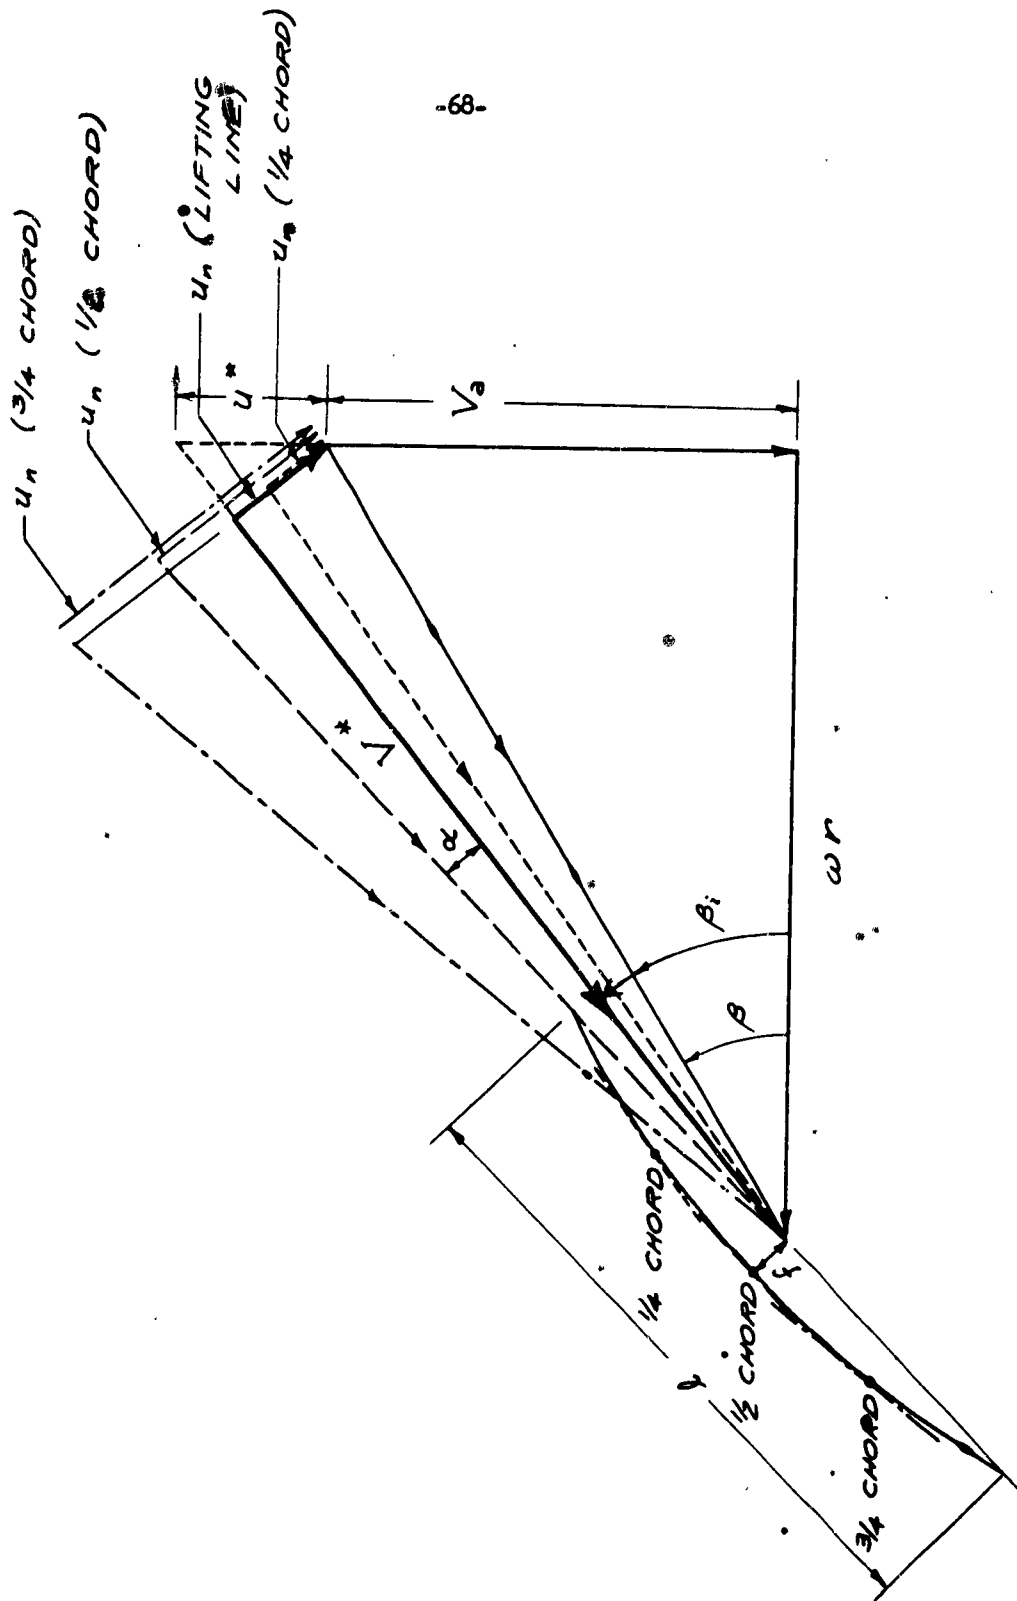 -68-
u_n (3/4 CHORD)
u_n (1/2 CHORD)
u_n (LIFTING
LINE)
u_n (1/4 CHORD)
u*
V_a
V*
α
β_i
β
ωr
1/4 CHORD
1/2 CHORD
3/4 CHORD
l
f